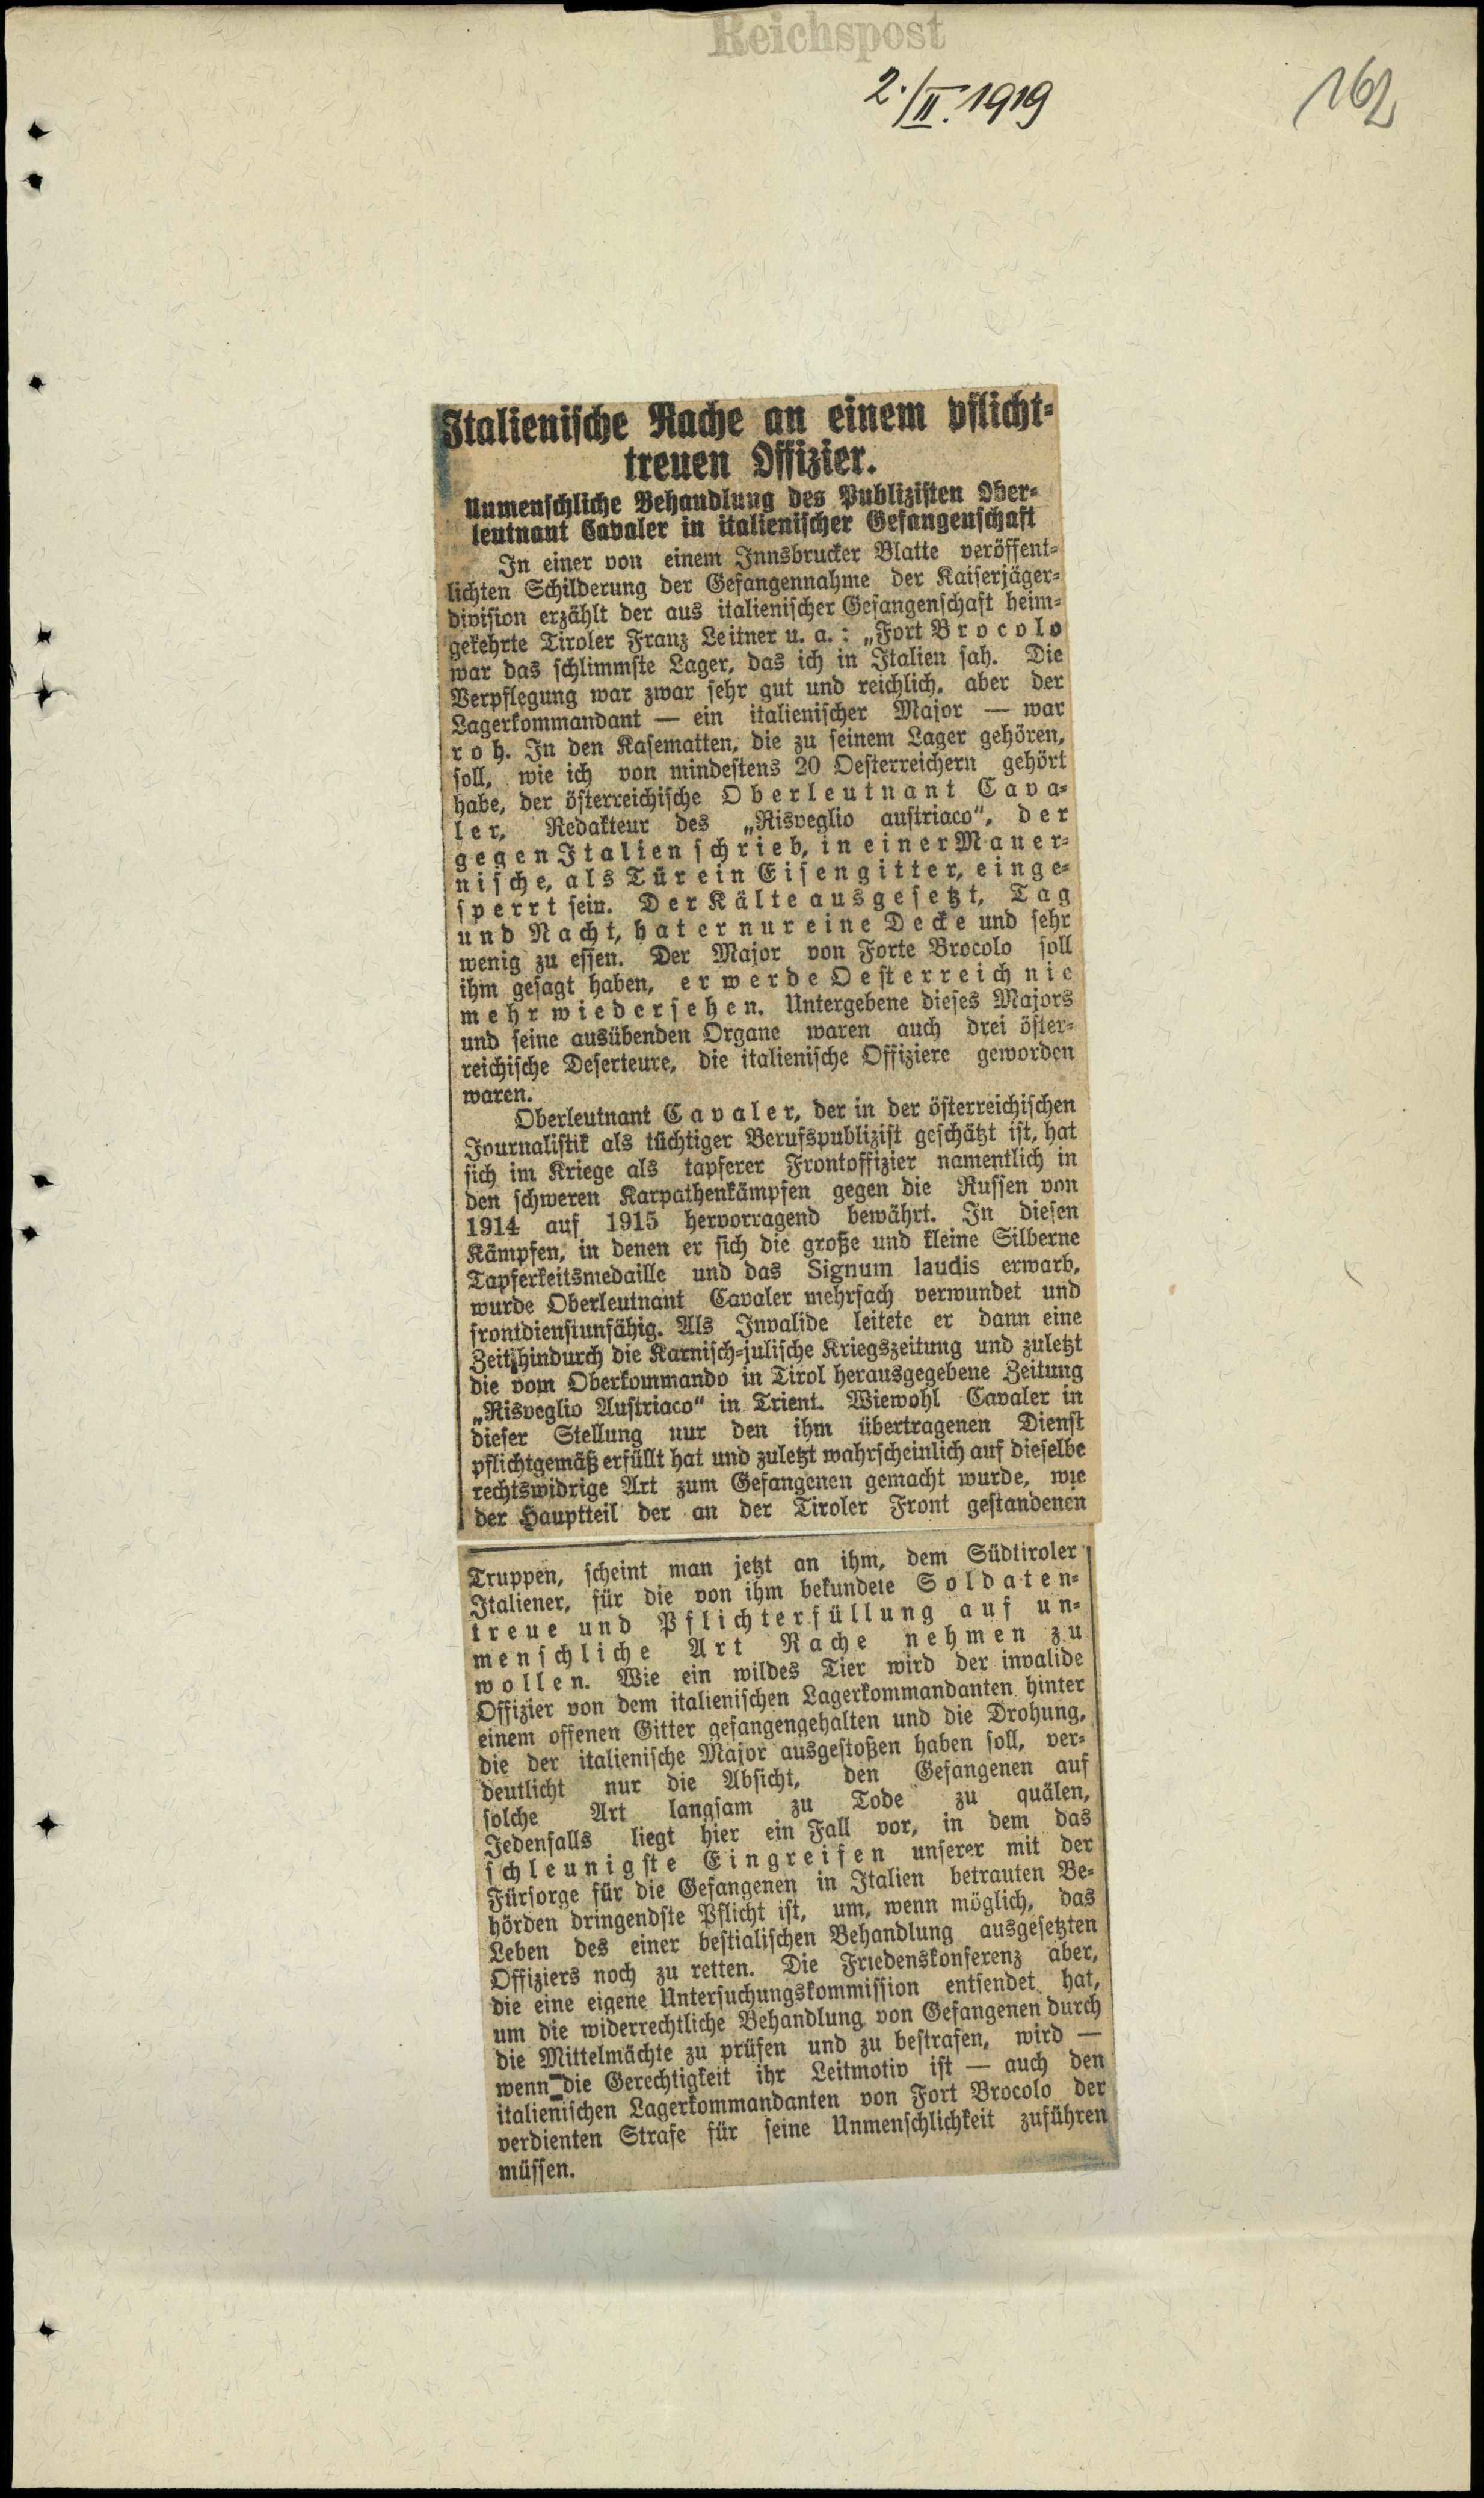 Reichspost
2./II. 1919
162
Italienische Rache an einem pflicht-
treuen Offizier.
Unmenschliche Behandlung des Publizisten Ober-
leutnant Cavaler in italienischer Gefangenschaft
In einer von einem Innsbrucker Blatte veröffent-
lichten Schilderung der Gefangennahme der Kaiserjäger-
division erzählt der aus italienischer Gefangenschaft heim-
gekehrte Tiroler Franz Leitner u. a.: „Fort Brocolo
war das schlimmste Lager, das ich in Italien sah. Die
Verpflegung war zwar sehr gut und reichlich, aber der
Lagerkommandant — ein italienischer Major — war
roh. In den Kasematten, die zu seinem Lager gehören,
soll, wie ich von mindestens 20 Oesterreichern gehört
habe, der österreichische Oberleutnant Cava-
ler, Redakteur des „Risveglio austriaco“, der
gegen Italien schrieb, in einer Mauer-
nische, als Tür ein Eisengitter, einge-
sperrt sein. Der Kälte ausgesetzt, Tag
und Nacht, hat er nur eine Decke und sehr
wenig zu essen. Der Major von Forte Brocolo soll
ihm gesagt haben, er werde Oesterreich nie
mehr wiedersehen. Untergebene dieses Majors
und seine ausübenden Organe waren auch drei öster-
reichische Deserteure, die italienische Offiziere geworden
waren.
Oberleutnant Cavaler, der in der österreichischen
Journalistik als tüchtiger Berufspublizist geschätzt ist, hat
sich im Kriege als tapferer Frontoffizier namentlich in
den schweren Karpathenkämpfen gegen die Russen von
1914 auf 1915 hervorragend bewährt. In diesen
Kämpfen, in denen er sich die große und kleine Silberne
Tapferkeitsmedaille und das Signum laudis erwarb,
wurde Oberleutnant Cavaler mehrfach verwundet und
frontdienstunfähig. Als Invalide leitete er dann eine
Zeit hindurch die Karnisch-julische Kriegszeitung und zuletzt
die vom Oberkommando in Tirol herausgegebene Zeitung
„Risveglio Austriaco“ in Trient. Wiewohl Cavaler in
dieser Stellung nur den ihm übertragenen Dienst
pflichtgemäß erfüllt hat und zuletzt wahrscheinlich auf dieselbe
rechtswidrige Art zum Gefangenen gemacht wurde, wie
der Hauptteil der an der Tiroler Front gestandenen
Truppen, scheint man jetzt an ihm, dem Südtiroler
Italiener, für die von ihm bekundete Soldaten-
treue und Pflichterfüllung auf un-
menschliche Art Rache nehmen zu
wollen. Wie ein wildes Tier wird der invalide
Offizier von dem italienischen Lagerkommandanten hinter
einem offenen Gitter gefangengehalten und die Drohung,
die der italienische Major ausgestoßen haben soll, ver-
deutlicht nur die Absicht, den Gefangenen auf
solche Art langsam zu Tode zu quälen,
Jedenfalls liegt hier ein Fall vor, in dem das
schleunigste Eingreifen unserer mit der
Fürsorge für die Gefangenen in Italien betrauten Be-
hörden dringendste Pflicht ist, um, wenn möglich, das
Leben des einer bestialischen Behandlung ausgesetzten
Offiziers noch zu retten. Die Friedenskonferenz aber,
die eine eigene Untersuchungskommission entsendet hat,
um die widerrechtliche Behandlung von Gefangenen durch
die Mittelmächte zu prüfen und zu bestrafen, wird —
wenn die Gerechtigkeit ihr Leitmotiv ist — auch den
italienischen Lagerkommandanten von Fort Brocolo der
verdienten Strafe für seine Unmenschlichkeit zuführen
müssen.